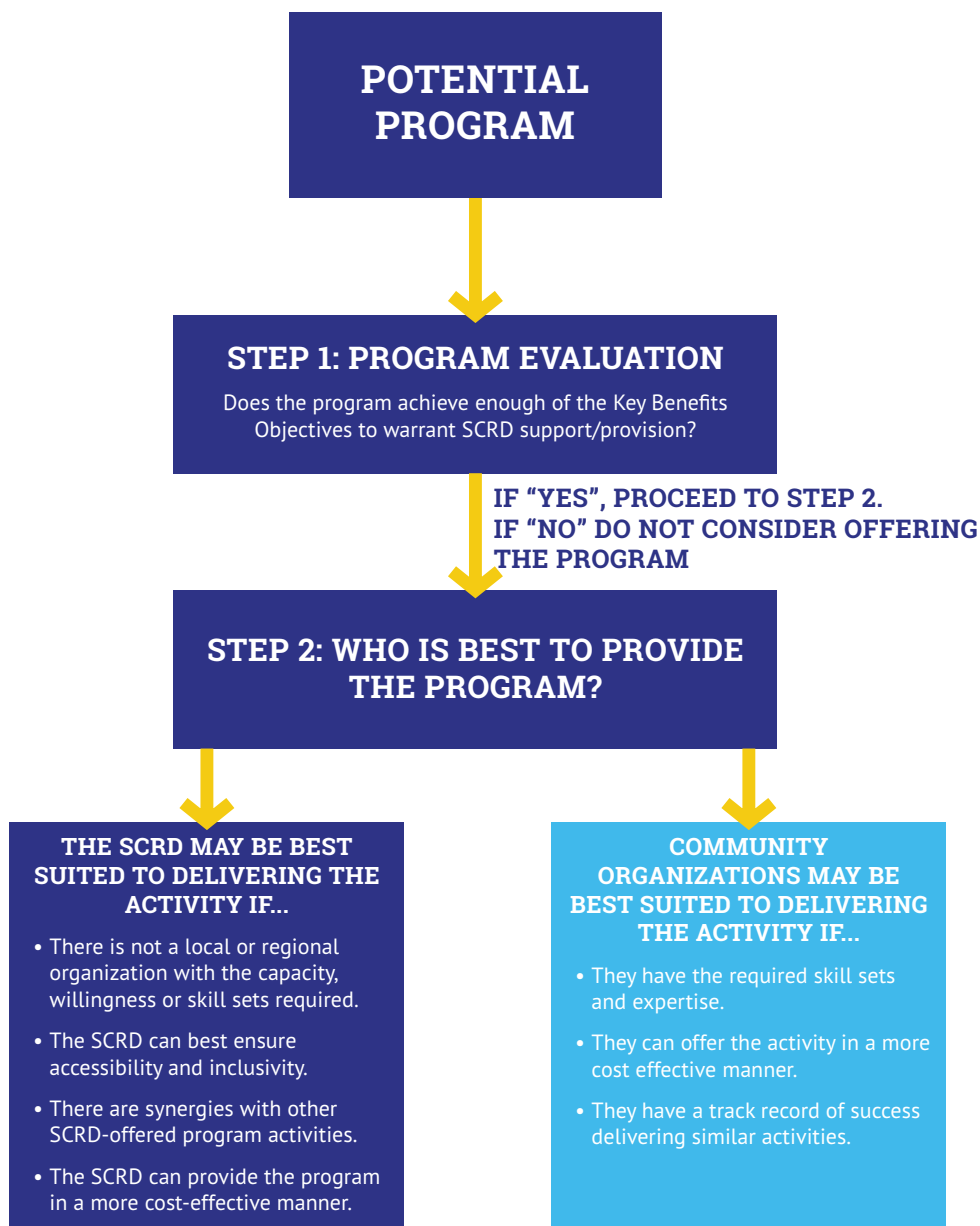 POTENTIAL
PROGRAM
STEP 1: PROGRAM EVALUATION
Does the program achieve enough of the Key Benefits
Objectives to warrant SCRD support/provision?
IF “YES”, PROCEED TO STEP 2.
IF “NO” DO NOT CONSIDER OFFERING
THE PROGRAM
STEP 2: WHO IS BEST TO PROVIDE
THE PROGRAM?
THE SCRD MAY BE BEST
SUITED TO DELIVERING THE
ACTIVITY IF...
• There is not a local or regional
organization with the capacity,
willingness or skill sets required.
• The SCRD can best ensure
accessibility and inclusivity.
• There are synergies with other
SCRD-offered program activities.
• The SCRD can provide the program
in a more cost-effective manner.
COMMUNITY
ORGANIZATIONS MAY BE
BEST SUITED TO DELIVERING
THE ACTIVITY IF...
• They have the required skill sets
and expertise.
• They can offer the activity in a more
cost effective manner.
• They have a track record of success
delivering similar activities.